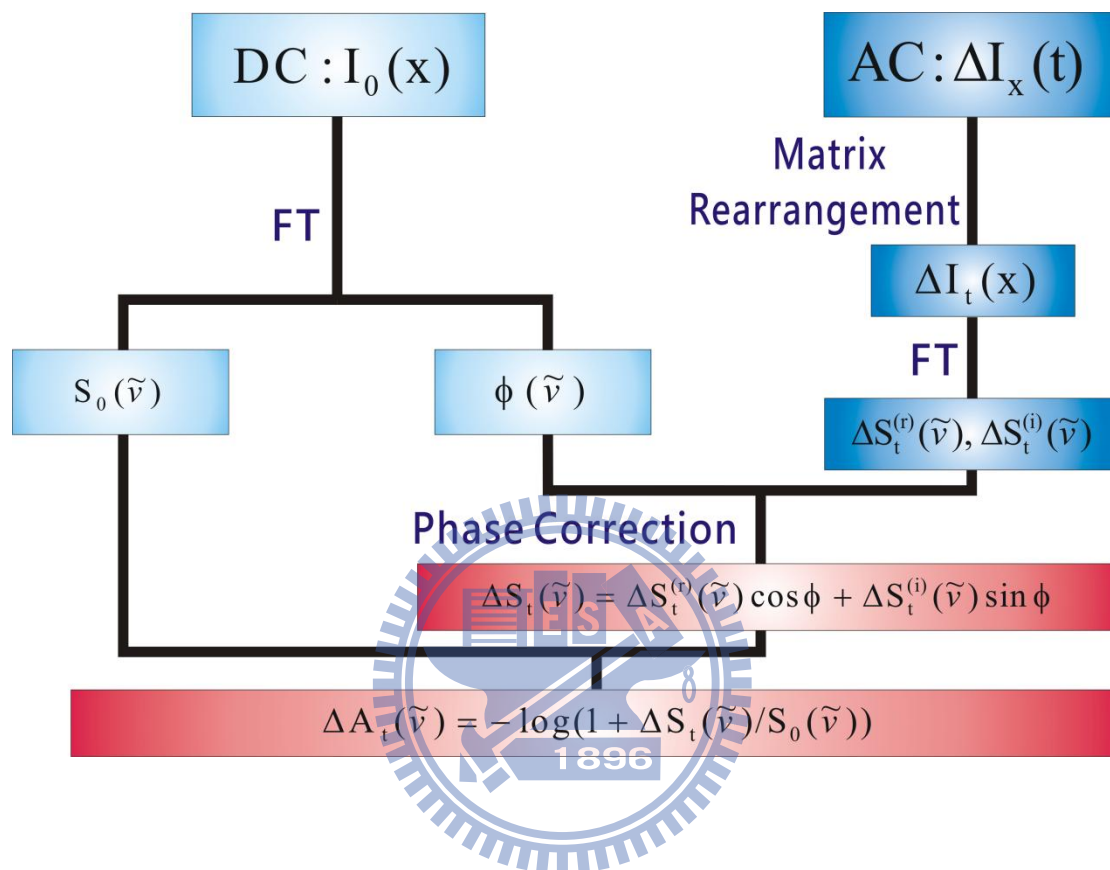 DC : I₀(x)
AC : ΔIₓ(t)
Matrix
Rearrangement
FT
ΔIₜ(x)
FT
S₀(ṽ)
ϕ (ṽ)
ΔSₜ⁽ʳ⁾(ṽ), ΔSₜ⁽ⁱ⁾(ṽ)
Phase Correction
ΔSₜ(ṽ) = ΔSₜ⁽ʳ⁾(ṽ) cos ϕ + ΔSₜ⁽ⁱ⁾(ṽ) sin ϕ
E S A
ΔAₜ(ṽ) = −log(1 + ΔSₜ(ṽ)/S₀(ṽ))
1896